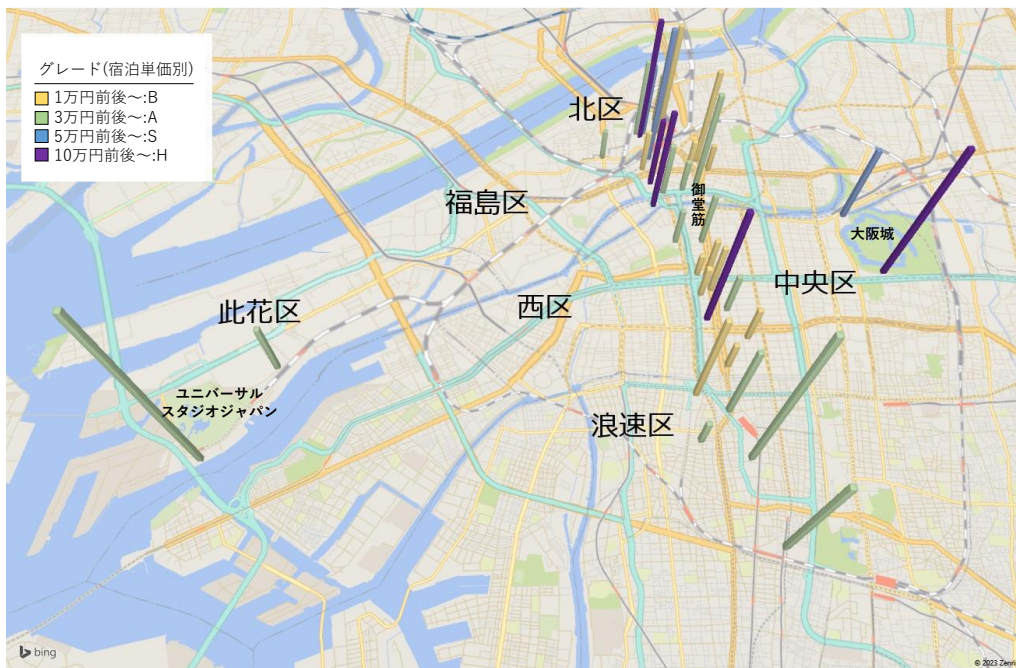 グレード(宿泊単価別)
1万円前後～:B
3万円前後～:A
5万円前後～:S
10万円前後～:H
北区
福島区
御堂筋
大阪城
中央区
西区
此花区
ユニバーサル
スタジオジャパン
浪速区
bing
© 2023 Zenri